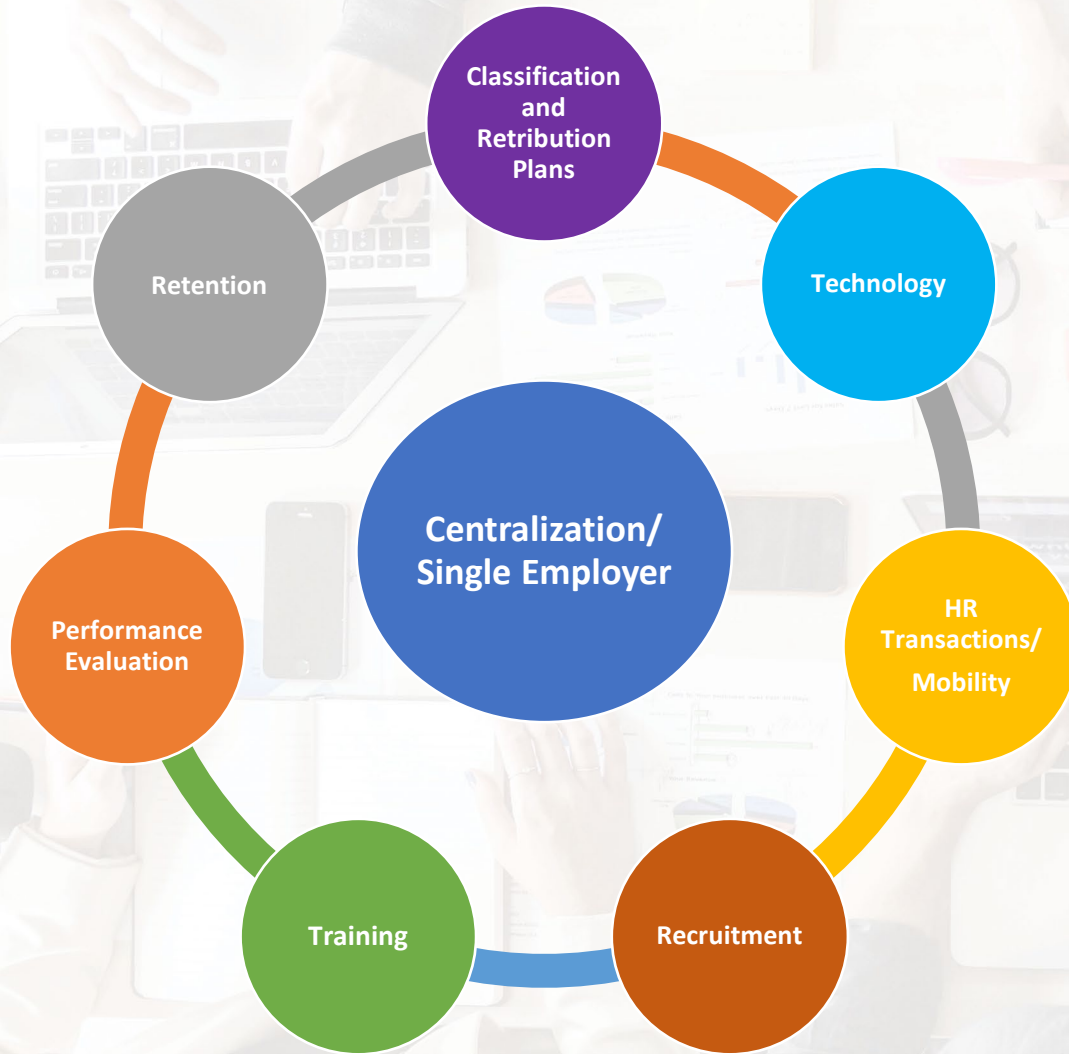 Classification
and
Retribution
Plans
Technology
HR
Transactions/
Mobility
Recruitment
Training
Performance
Evaluation
Retention
Centralization/
Single Employer